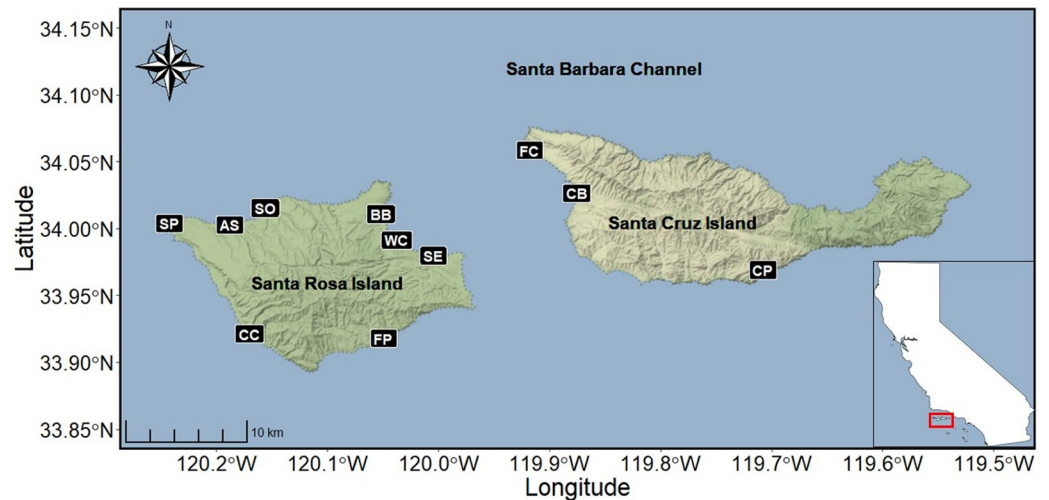 34.15°N
34.10°N
34.05°N
34.00°N
33.95°N
33.90°N
33.85°N
Latitude
N
Santa Barbara Channel
FC
CB
Santa Cruz Island
CP
SP
AS
SO
BB
WC
SE
Santa Rosa Island
CC
FP
10 km
120.2°W
120.1°W
120.0°W
119.9°W
119.8°W
119.7°W
119.6°W
119.5°W
Longitude